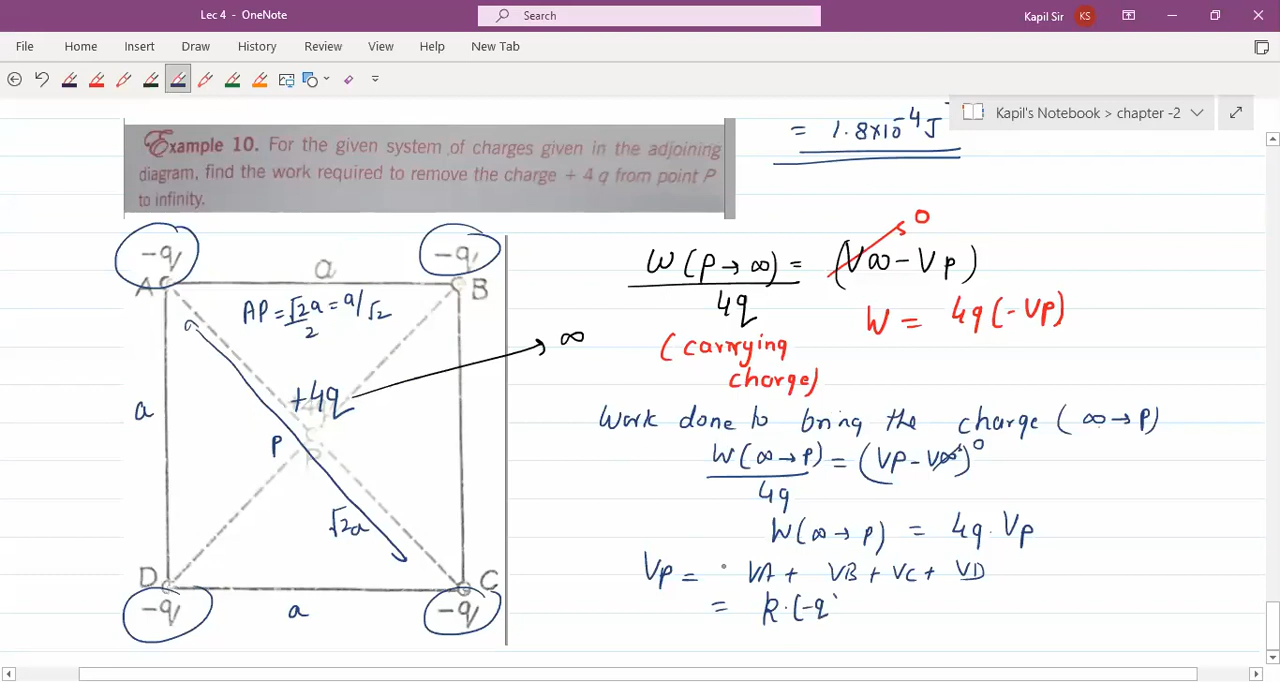 Lec 4 - OneNote
Search
Kapil Sir KS
File Home Insert Draw History Review View Help New Tab
Kapil's Notebook > chapter -2
= 1.8×10⁻⁴ J
Example 10. For the given system of charges given in the adjoining
diagram, find the work required to remove the charge + 4 q from point P
to infinity.
-q -q
A a B
AP = √2a/2 = a/√2
a
+4q
∞
P
P
√2a
D C
-q a -q
W(P→∞)/4q = (V∞ - Vp) 0
(carrying
charge)
W = 4q(-Vp)
Work done to bring the charge (∞→P)
W(∞→P)/4q = (VP - V∞) 0
W(∞→P) = 4q·Vp
Vp = VA + VB + VC + VD
= k·(-q